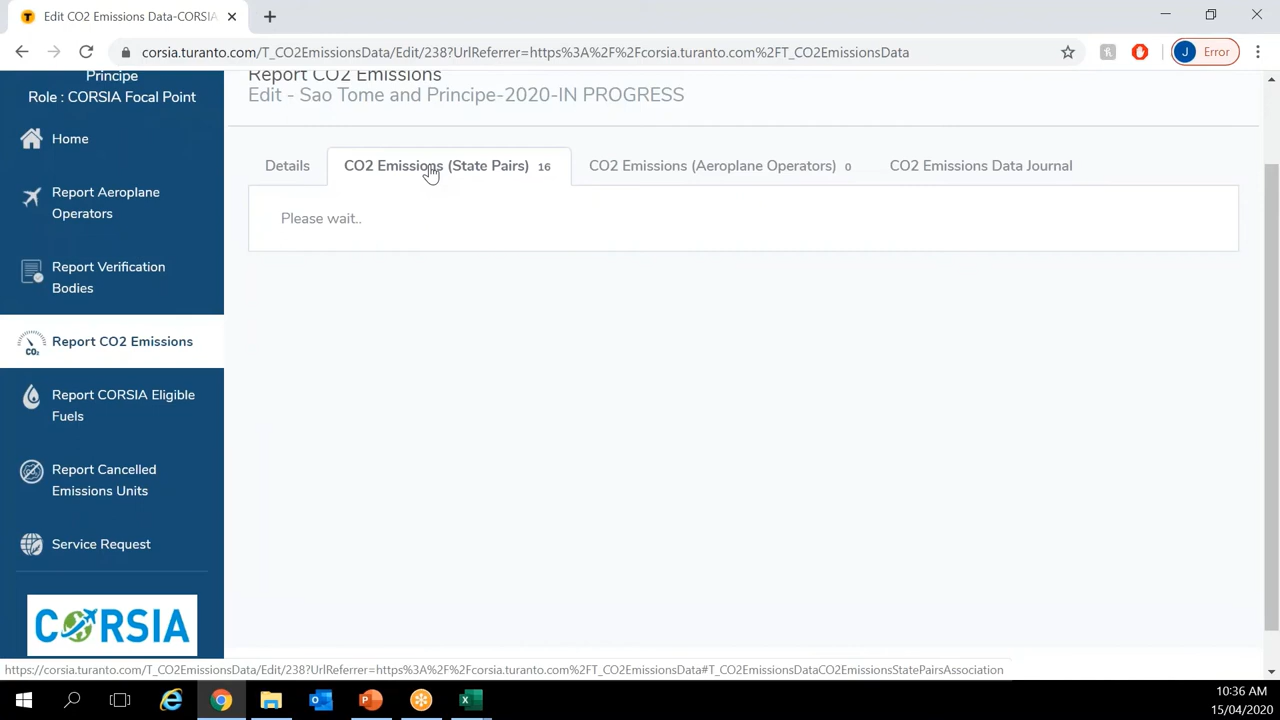 Edit CO2 Emissions Data-CORSIA
corsia.turanto.com/T_CO2EmissionsData/Edit/238?UrlReferrer=https%3A%2F%2Fcorsia.turanto.com%2FT_CO2EmissionsData
J Error
Principe
Role : CORSIA Focal Point
Home
Report Aeroplane
Operators
Report Verification
Bodies
CO2
Report CO2 Emissions
Report CORSIA Eligible
Fuels
Report Cancelled
Emissions Units
Service Request
CORSIA
Report CO2 Emissions
Edit - Sao Tome and Principe-2020-IN PROGRESS
Details
CO2 Emissions (State Pairs) 16
CO2 Emissions (Aeroplane Operators) 0
CO2 Emissions Data Journal
Please wait..
https://corsia.turanto.com/T_CO2EmissionsData/Edit/238?UrlReferrer=https%3A%2F%2Fcorsia.turanto.com%2FT_CO2EmissionsData#T_CO2EmissionsDataCO2EmissionsStatePairsAssociation
10:36 AM
15/04/2020